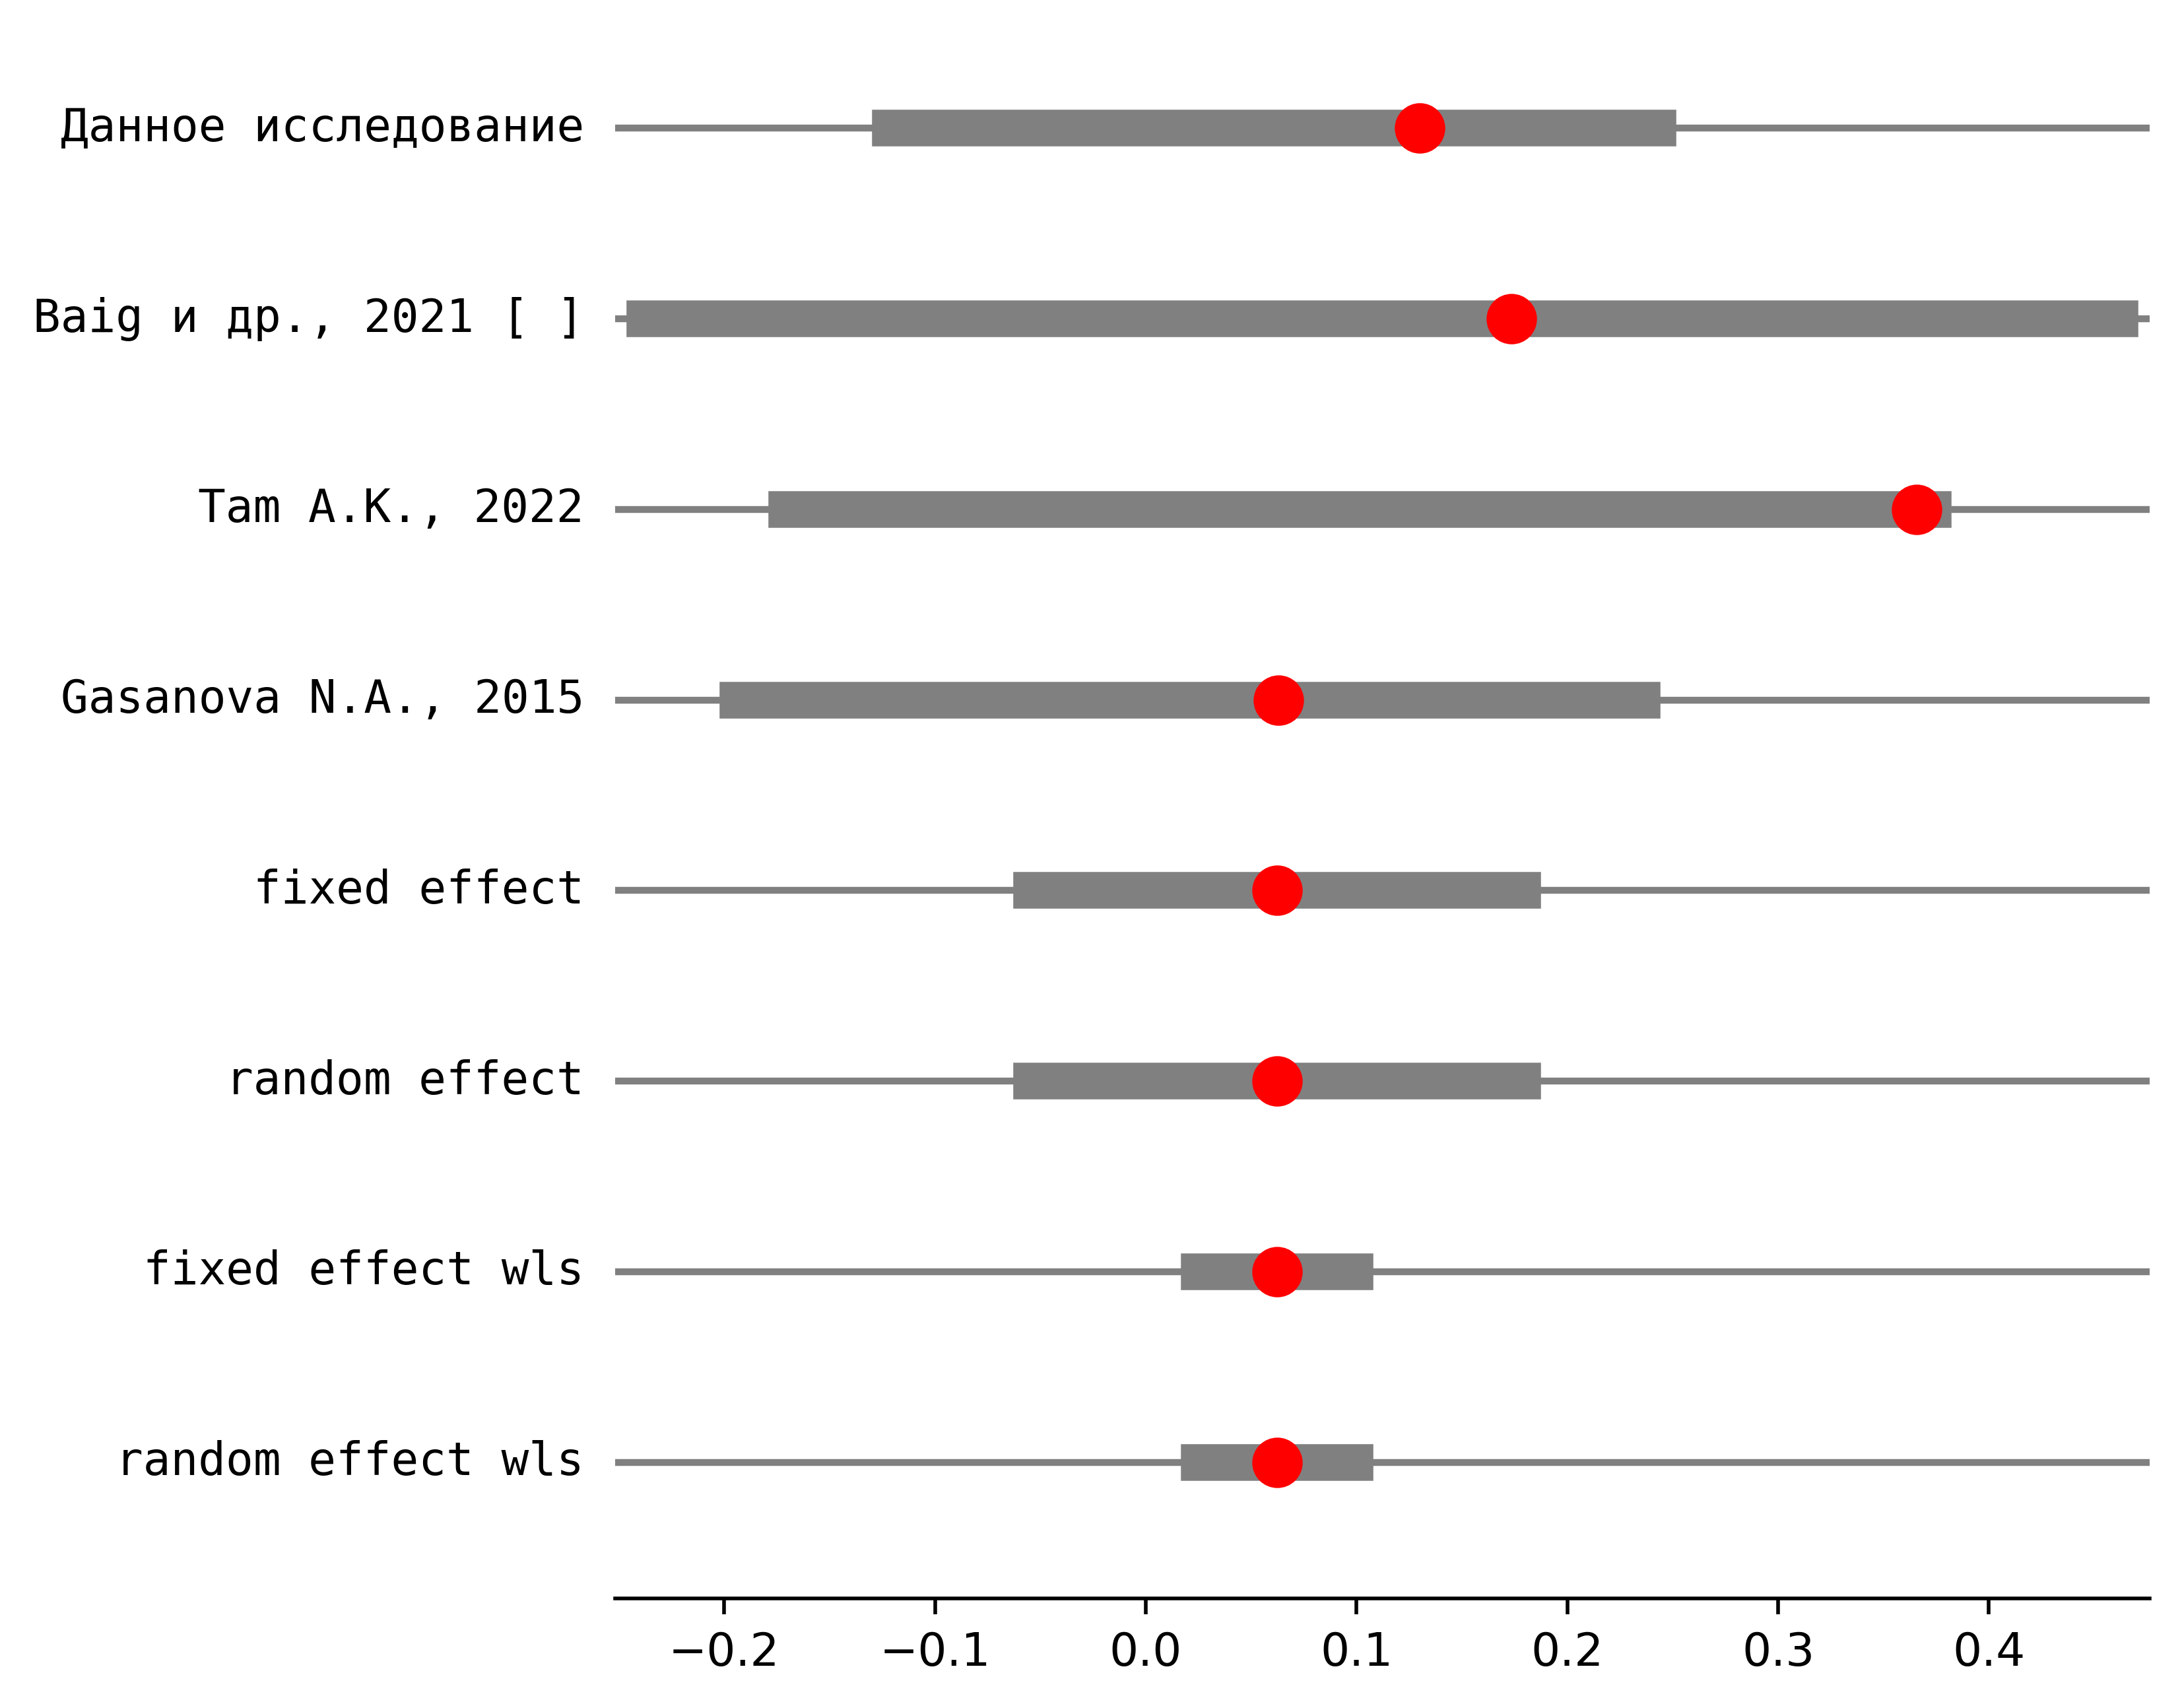 Данное исследование
Baig и др., 2021 [ ]
Tam A.K., 2022
Gasanova N.A., 2015
fixed effect
random effect
fixed effect wls
random effect wls
−0.2 −0.1 0.0 0.1 0.2 0.3 0.4